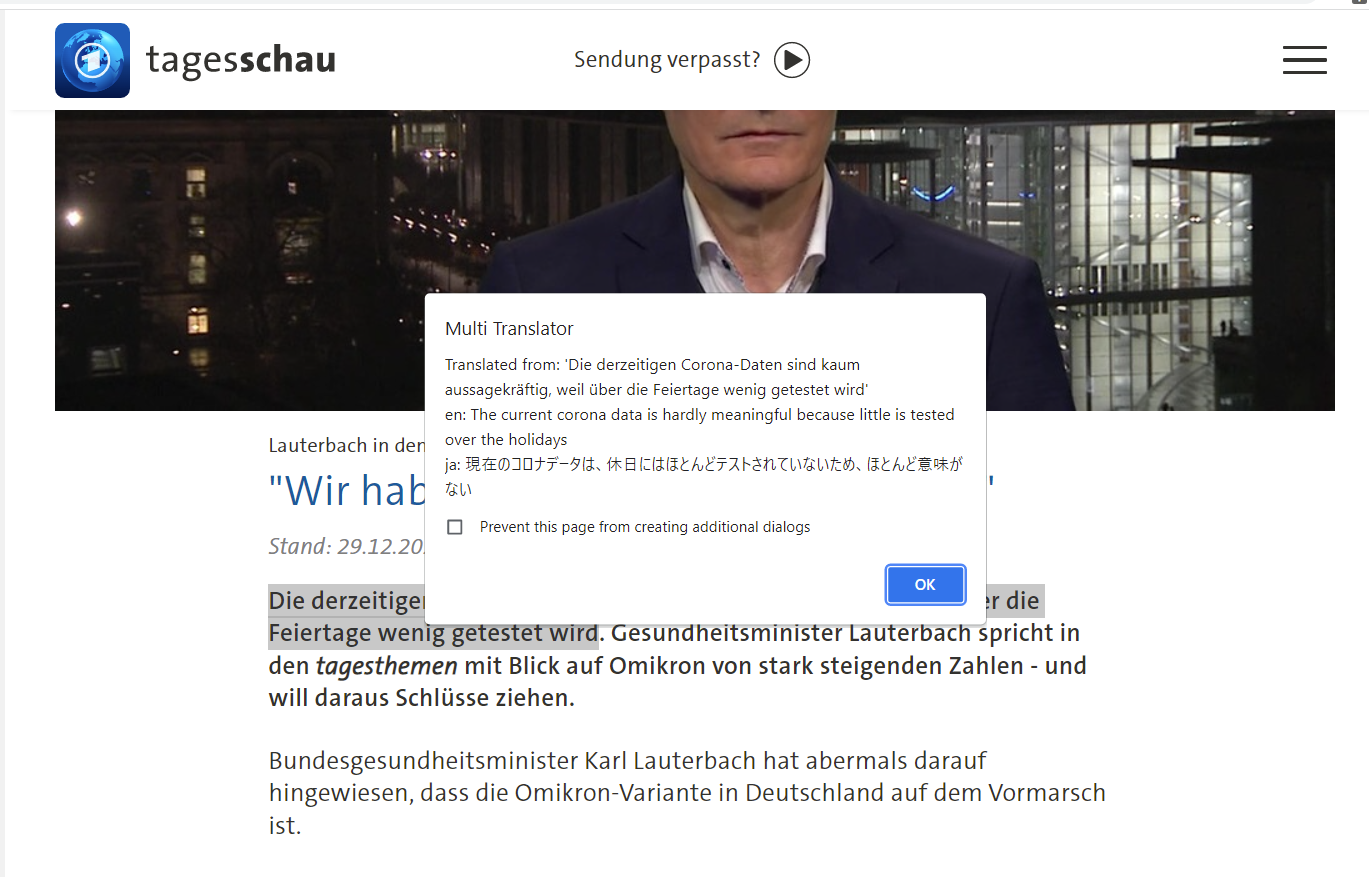 tagesschau
Sendung verpasst?
Multi Translator
Translated from: 'Die derzeitigen Corona-Daten sind kaum
aussagekräftig, weil über die Feiertage wenig getestet wird'
en: The current corona data is hardly meaningful because little is tested
over the holidays
ja: 現在のコロナデータは、休日にはほとんどテストされていないため、ほとんど意味が
ない
Prevent this page from creating additional dialogs
OK
Lauterbach in den
"Wir hab "
Stand: 29.12.20
Die derzeitigen er die
Feiertage wenig getestet wird. Gesundheitsminister Lauterbach spricht in
den tagesthemen mit Blick auf Omikron von stark steigenden Zahlen - und
will daraus Schlüsse ziehen.
Bundesgesundheitsminister Karl Lauterbach hat abermals darauf
hingewiesen, dass die Omikron-Variante in Deutschland auf dem Vormarsch
ist.